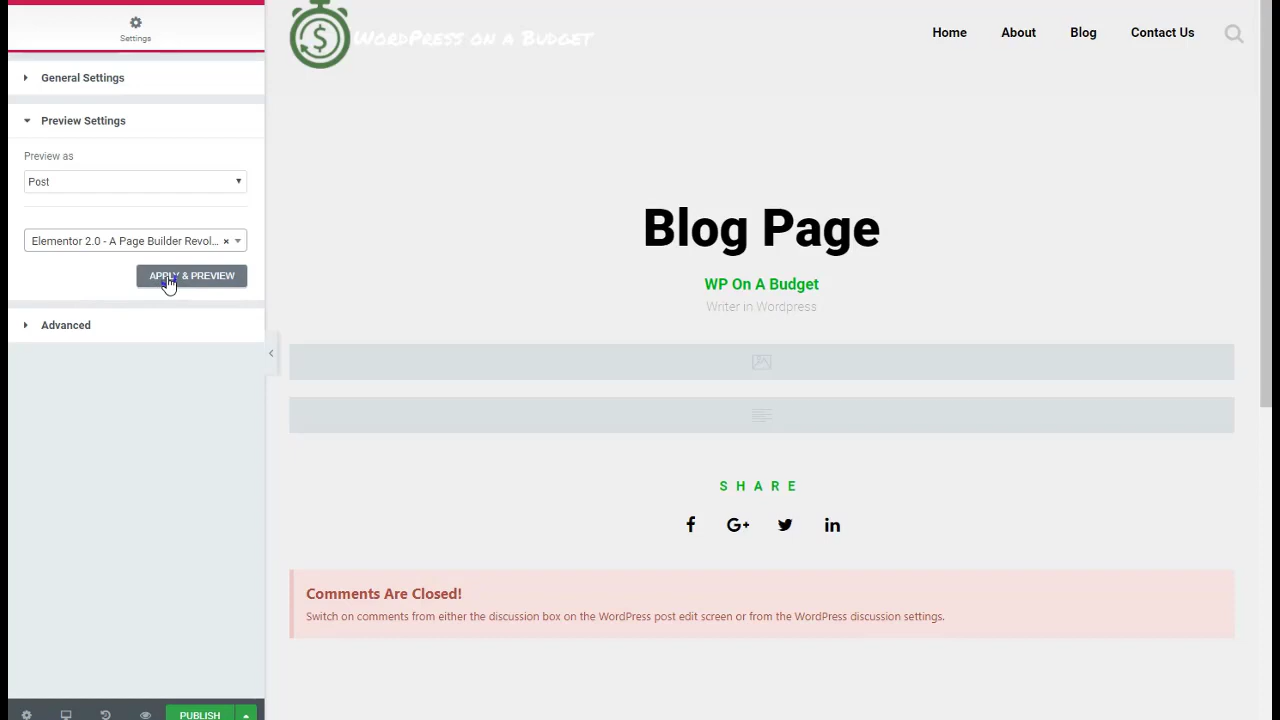 Settings
General Settings
Preview Settings
Preview as
Post
Elementor 2.0 - A Page Builder Revol... ×
APPLY & PREVIEW
Advanced
PUBLISH
WordPress on a Budget
Home About Blog Contact Us
Blog Page
WP On A Budget
Writer in Wordpress
SHARE
G+
Comments Are Closed!
Switch on comments from either the discussion box on the WordPress post edit screen or from the WordPress discussion settings.